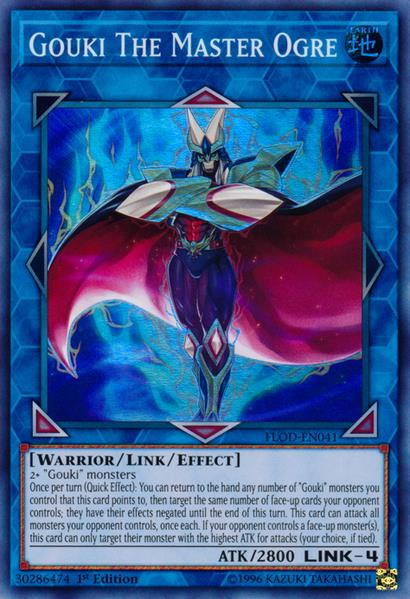 GOUKI THE MASTER OGRE
EARTH
地
FLOD-EN041
[WARRIOR/LINK/EFFECT]
2+ "Gouki" monsters
Once per turn (Quick Effect): You can return to the hand any number of "Gouki" monsters you
control that this card points to, then target the same number of face-up cards your opponent
controls; they have their effects negated until the end of this turn. This card can attack all
monsters your opponent controls, once each. If your opponent controls a face-up monster(s),
this card can only target their monster with the highest ATK for attacks (your choice, if tied).
ATK/2800 LINK-4
30286474 1st Edition ©1996 KAZUKI TAKAHASHI